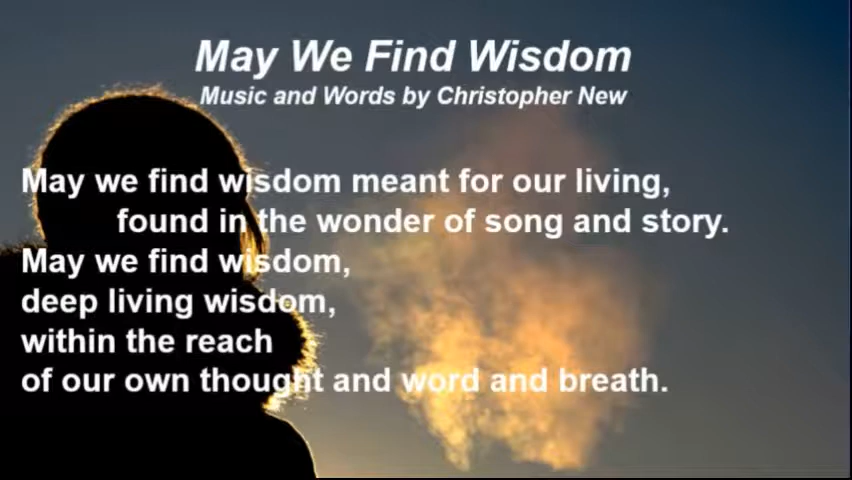 May We Find Wisdom
Music and Words by Christopher New
May we find wisdom meant for our living,
found in the wonder of song and story.
May we find wisdom,
deep living wisdom,
within the reach
of our own thought and word and breath.